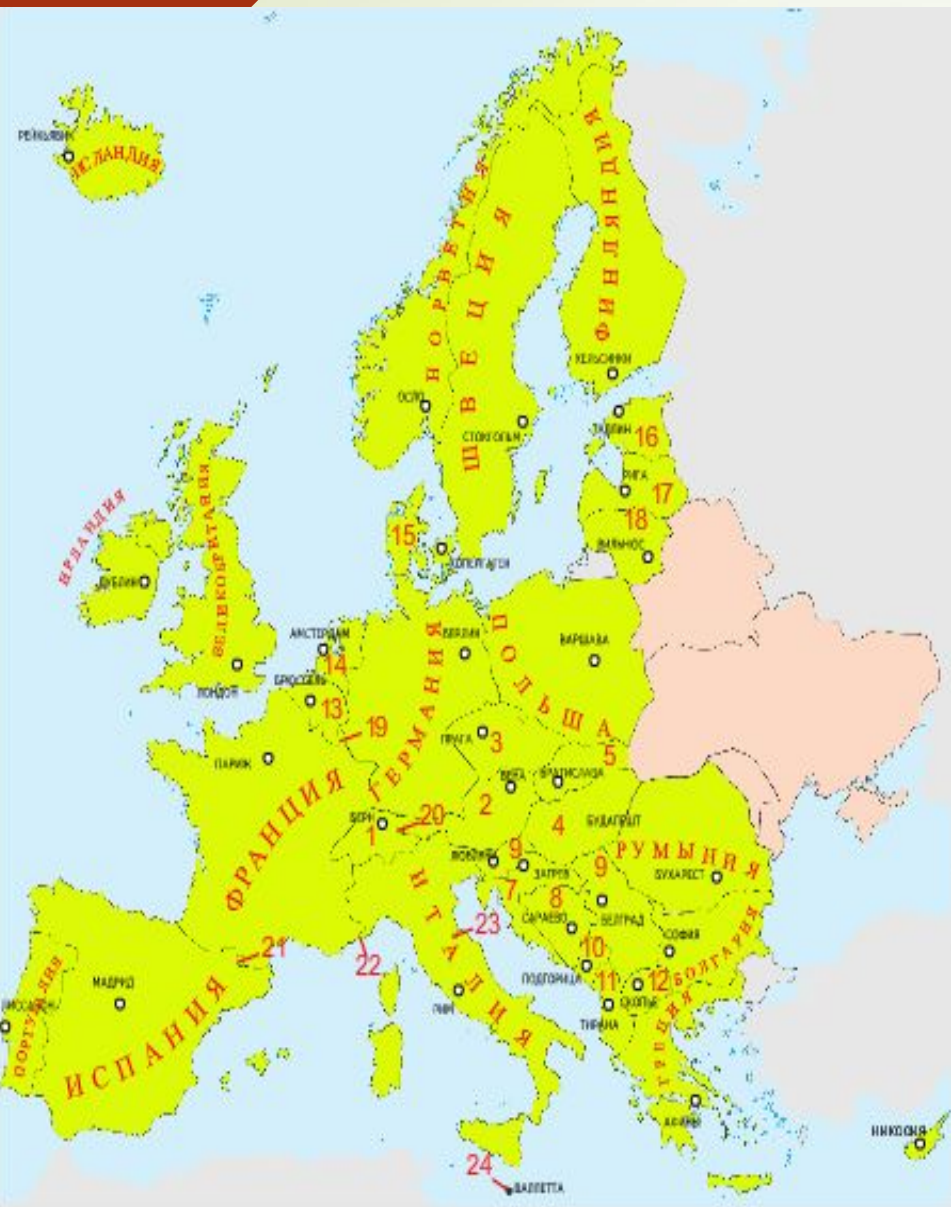 РЕЙКЬЯВИК
ИСЛАНДИЯ
НОРВЕГИЯ
ШВЕЦИЯ
ФИНЛЯНДИЯ
ХЕЛЬСИНКИ
ОСЛО
СТОКГОЛЬМ
ТАЛЛИН
16
РИГА
17
18
ВИЛЬНЮС
15
КОПЕНГАГЕН
ИРЛАНДИЯ
ДУБЛИН
ВЕЛИКОБРИТАНИЯ
ЛОНДОН
АМСТЕРДАМ
14
БРЮССЕЛЬ
13
19
БЕРЛИН
ГЕРМАНИЯ
ПОЛЬША
ВАРШАВА
ПРАГА
3
5
ПАРИЖ
ФРАНЦИЯ
ВЕНА
БРАТИСЛАВА
2
БЕРН
1
20
4
БУДАПЕШТ
ЛЮБЛЯНА
9
ЗАГРЕБ
9
РУМЫНИЯ
БУХАРЕСТ
7
8
САРАЕВО
БЕЛГРАД
ИТАЛИЯ
23
21
22
10
СОФИЯ
БОЛГАРИЯ
ПОДГОРИЦА
11
12
СКОПЬЕ
ТИРАНА
ГРЕЦИЯ
АФИНЫ
РИМ
МАДРИД
ИСПАНИЯ
ЛИССАБОН
ПОРТУГАЛИЯ
24
ВАЛЛЕТТА
НИКОСИЯ